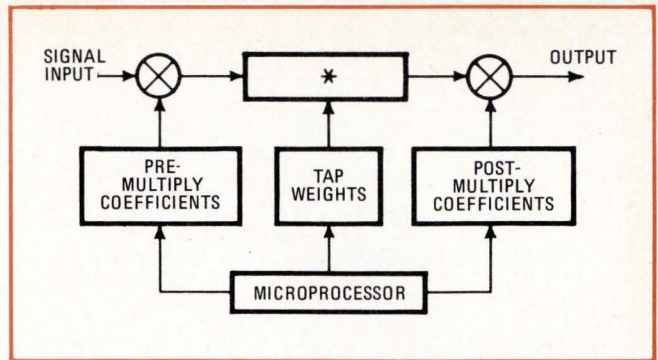 SIGNAL
INPUT
*
OUTPUT
PRE-
MULTIPLY
COEFFICIENTS
TAP
WEIGHTS
POST-
MULTIPLY
COEFFICIENTS
MICROPROCESSOR